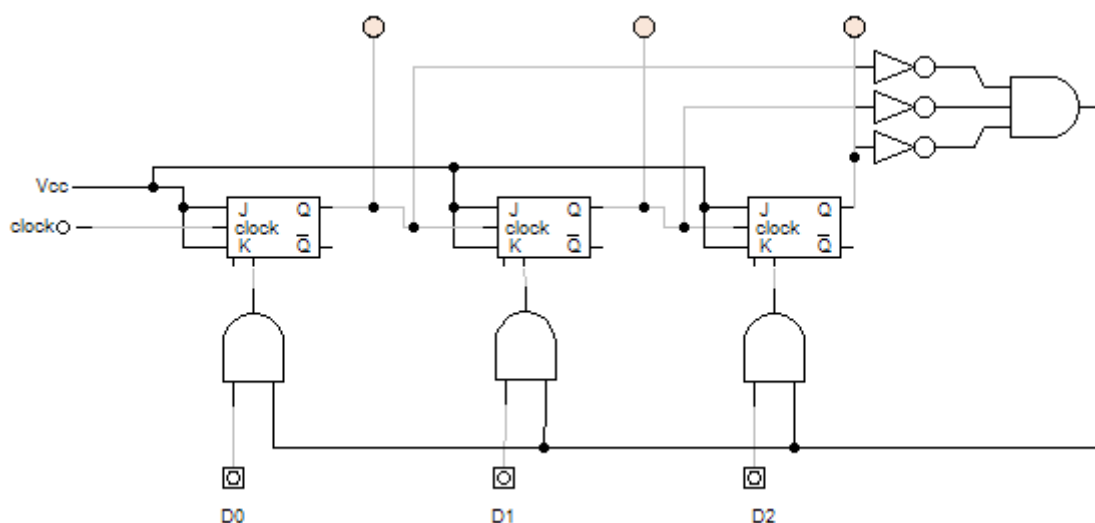 Vcc
clock
J Q
clock
K Q̅
J Q
clock
K Q̅
J Q
clock
K Q̅
D0 D1 D2